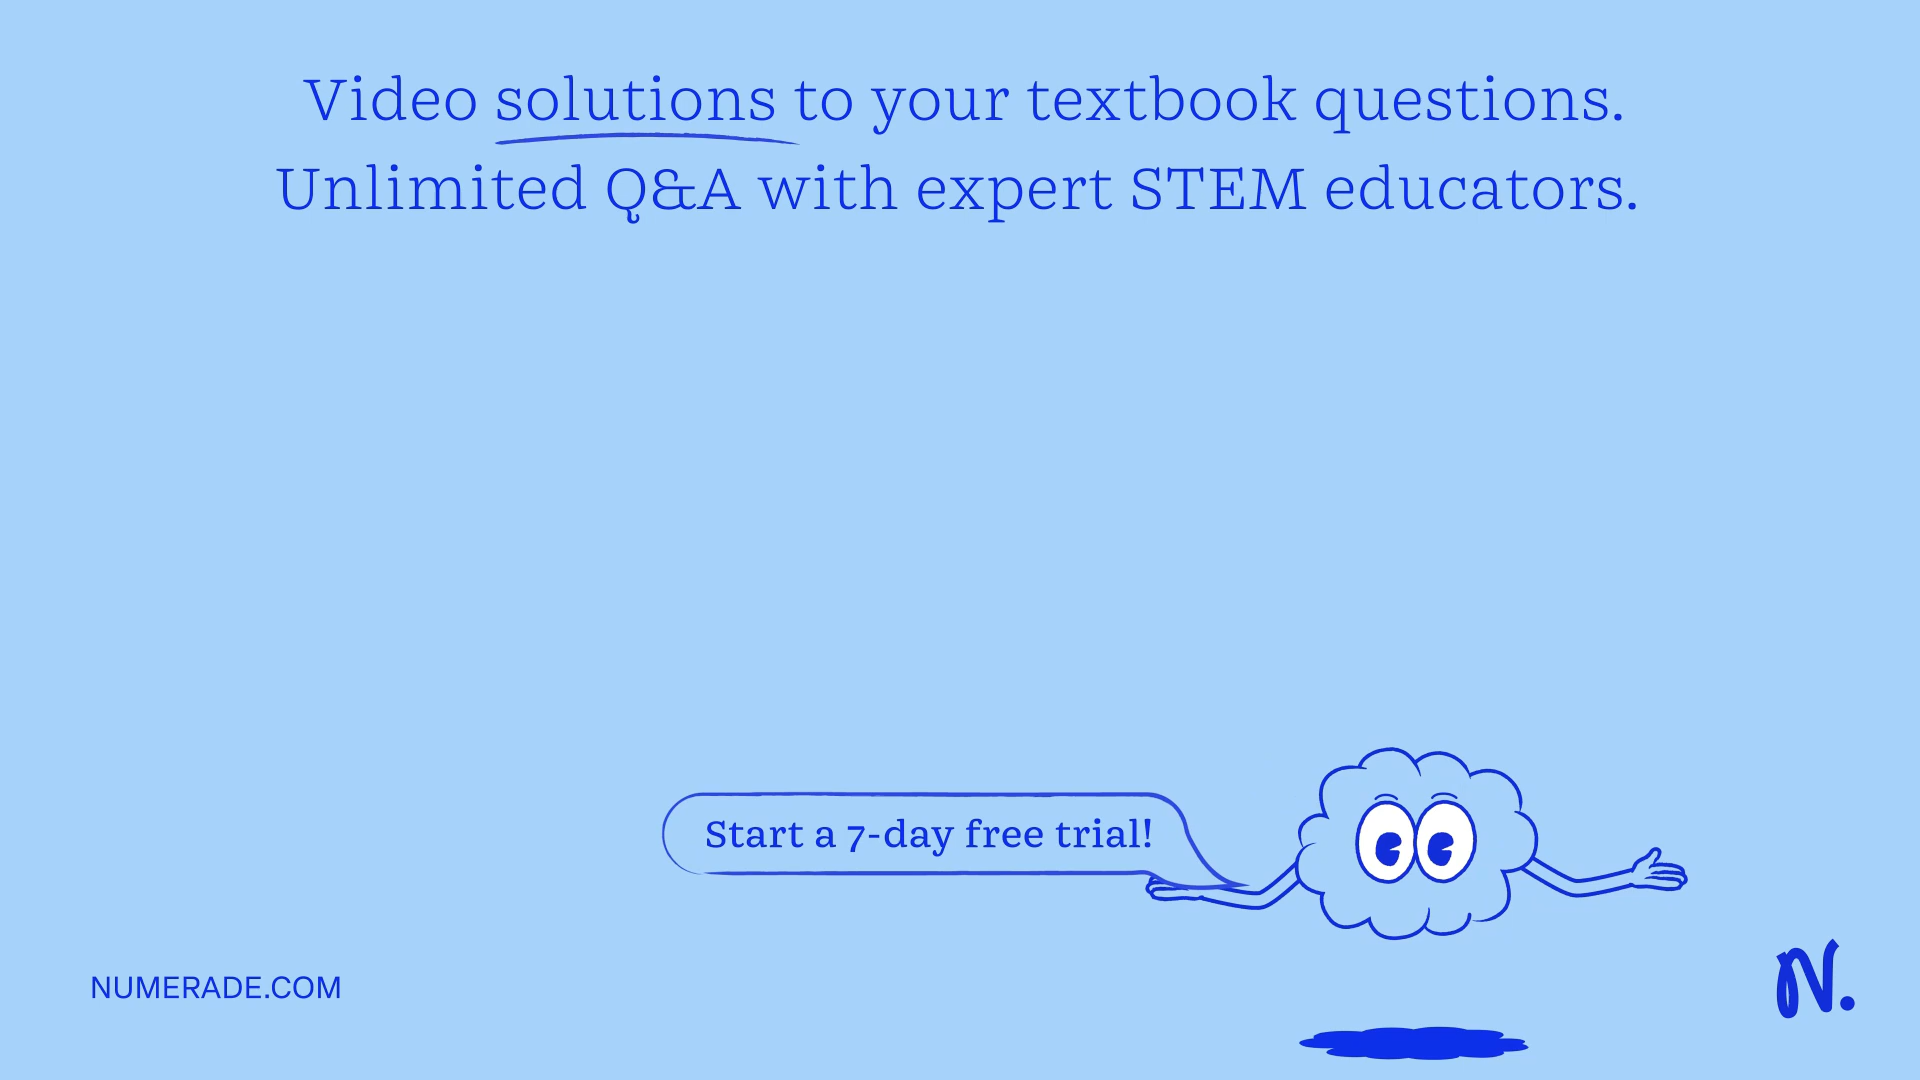 Video solutions to your textbook questions.
Unlimited Q&A with expert STEM educators.
Start a 7-day free trial!
NUMERADE.COM
N.